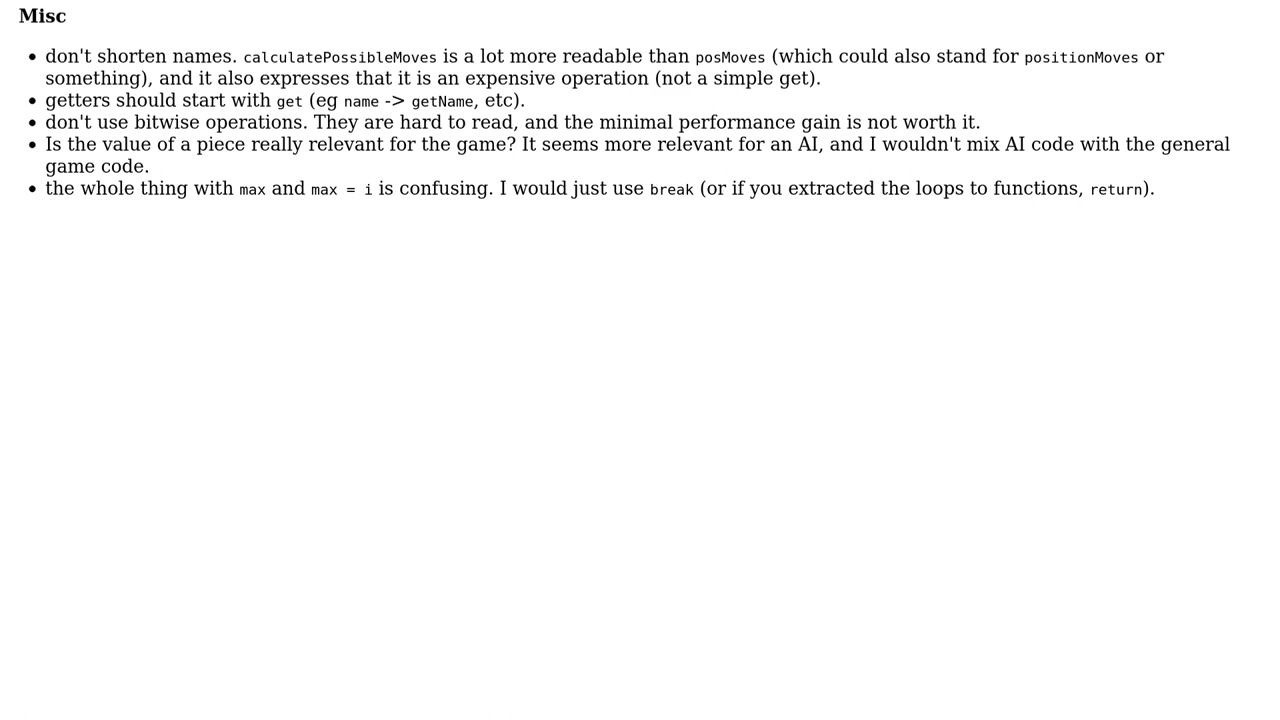 Misc
• don't shorten names. calculatePossibleMoves is a lot more readable than posMoves (which could also stand for positionMoves or
something), and it also expresses that it is an expensive operation (not a simple get).
• getters should start with get (eg name -> getName, etc).
• don't use bitwise operations. They are hard to read, and the minimal performance gain is not worth it.
• Is the value of a piece really relevant for the game? It seems more relevant for an AI, and I wouldn't mix AI code with the general
game code.
• the whole thing with max and max = i is confusing. I would just use break (or if you extracted the loops to functions, return).